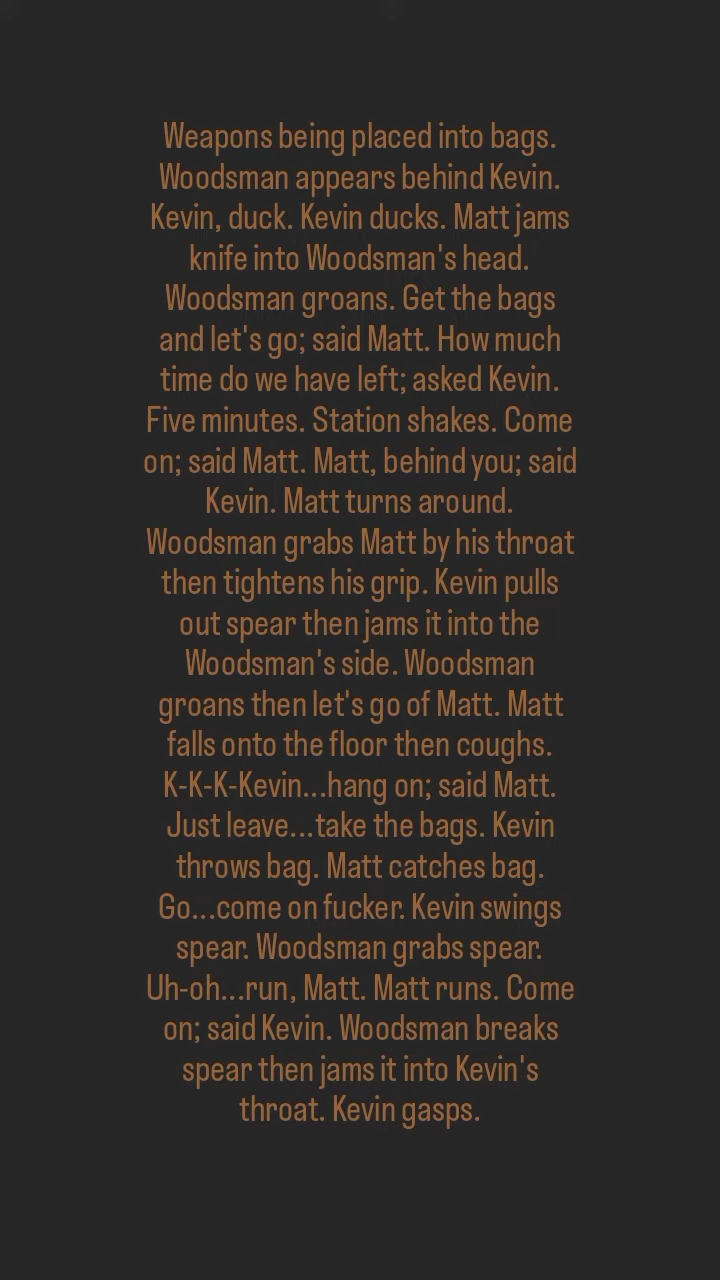 Weapons being placed into bags.
Woodsman appears behind Kevin.
Kevin, duck. Kevin ducks. Matt jams
knife into Woodsman's head.
Woodsman groans. Get the bags
and let's go; said Matt. How much
time do we have left; asked Kevin.
Five minutes. Station shakes. Come
on; said Matt. Matt, behind you; said
Kevin. Matt turns around.
Woodsman grabs Matt by his throat
then tightens his grip. Kevin pulls
out spear then jams it into the
Woodsman's side. Woodsman
groans then let's go of Matt. Matt
falls onto the floor then coughs.
K-K-K-Kevin...hang on; said Matt.
Just leave...take the bags. Kevin
throws bag. Matt catches bag.
Go...come on fucker. Kevin swings
spear. Woodsman grabs spear.
Uh-oh...run, Matt. Matt runs. Come
on; said Kevin. Woodsman breaks
spear then jams it into Kevin's
throat. Kevin gasps.